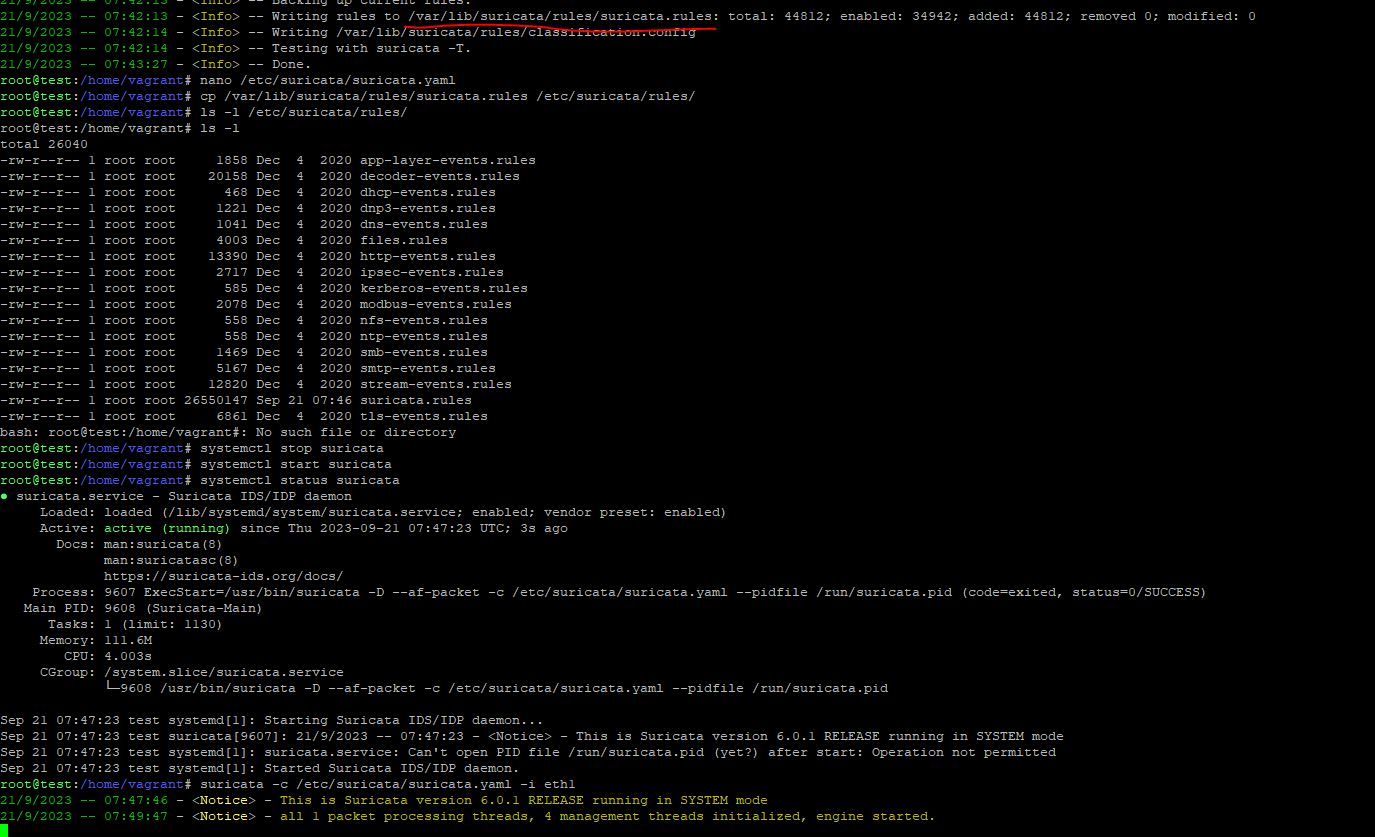 21/9/2023 -- 07:42:13 - <Info> -- Backing up current rules.
21/9/2023 -- 07:42:13 - <Info> -- Writing rules to /var/lib/suricata/rules/suricata.rules: total: 44812; enabled: 34942; added: 44812; removed 0; modified: 0
21/9/2023 -- 07:42:14 - <Info> -- Writing /var/lib/suricata/rules/classification.config
21/9/2023 -- 07:42:14 - <Info> -- Testing with suricata -T.
21/9/2023 -- 07:43:27 - <Info> -- Done.
root@test:/home/vagrant# nano /etc/suricata/suricata.yaml
root@test:/home/vagrant# cp /var/lib/suricata/rules/suricata.rules /etc/suricata/rules/
root@test:/home/vagrant# ls -l /etc/suricata/rules/
root@test:/home/vagrant# ls -l
total 26040
-rw-r--r-- 1 root root     1858 Dec  4  2020 app-layer-events.rules
-rw-r--r-- 1 root root    20158 Dec  4  2020 decoder-events.rules
-rw-r--r-- 1 root root      468 Dec  4  2020 dhcp-events.rules
-rw-r--r-- 1 root root     1221 Dec  4  2020 dnp3-events.rules
-rw-r--r-- 1 root root     1041 Dec  4  2020 dns-events.rules
-rw-r--r-- 1 root root     4003 Dec  4  2020 files.rules
-rw-r--r-- 1 root root    13390 Dec  4  2020 http-events.rules
-rw-r--r-- 1 root root     2717 Dec  4  2020 ipsec-events.rules
-rw-r--r-- 1 root root      585 Dec  4  2020 kerberos-events.rules
-rw-r--r-- 1 root root     2078 Dec  4  2020 modbus-events.rules
-rw-r--r-- 1 root root      558 Dec  4  2020 nfs-events.rules
-rw-r--r-- 1 root root      558 Dec  4  2020 ntp-events.rules
-rw-r--r-- 1 root root     1469 Dec  4  2020 smb-events.rules
-rw-r--r-- 1 root root     5167 Dec  4  2020 smtp-events.rules
-rw-r--r-- 1 root root    12820 Dec  4  2020 stream-events.rules
-rw-r--r-- 1 root root 26550147 Sep 21 07:46 suricata.rules
-rw-r--r-- 1 root root     6861 Dec  4  2020 tls-events.rules
bash: root@test:/home/vagrant#: No such file or directory
root@test:/home/vagrant# systemctl stop suricata
root@test:/home/vagrant# systemctl start suricata
root@test:/home/vagrant# systemctl status suricata
● suricata.service - Suricata IDS/IDP daemon
     Loaded: loaded (/lib/systemd/system/suricata.service; enabled; vendor preset: enabled)
     Active: active (running) since Thu 2023-09-21 07:47:23 UTC; 3s ago
       Docs: man:suricata(8)
             man:suricatasc(8)
             https://suricata-ids.org/docs/
    Process: 9607 ExecStart=/usr/bin/suricata -D --af-packet -c /etc/suricata/suricata.yaml --pidfile /run/suricata.pid (code=exited, status=0/SUCCESS)
   Main PID: 9608 (Suricata-Main)
      Tasks: 1 (limit: 1130)
     Memory: 111.6M
        CPU: 4.003s
     CGroup: /system.slice/suricata.service
             └─9608 /usr/bin/suricata -D --af-packet -c /etc/suricata/suricata.yaml --pidfile /run/suricata.pid
Sep 21 07:47:23 test systemd[1]: Starting Suricata IDS/IDP daemon...
Sep 21 07:47:23 test suricata[9607]: 21/9/2023 -- 07:47:23 - <Notice> - This is Suricata version 6.0.1 RELEASE running in SYSTEM mode
Sep 21 07:47:23 test systemd[1]: suricata.service: Can't open PID file /run/suricata.pid (yet?) after start: Operation not permitted
Sep 21 07:47:23 test systemd[1]: Started Suricata IDS/IDP daemon.
root@test:/home/vagrant# suricata -c /etc/suricata/suricata.yaml -i eth1
21/9/2023 -- 07:47:46 - <Notice> - This is Suricata version 6.0.1 RELEASE running in SYSTEM mode
21/9/2023 -- 07:49:47 - <Notice> - all 1 packet processing threads, 4 management threads initialized, engine started.